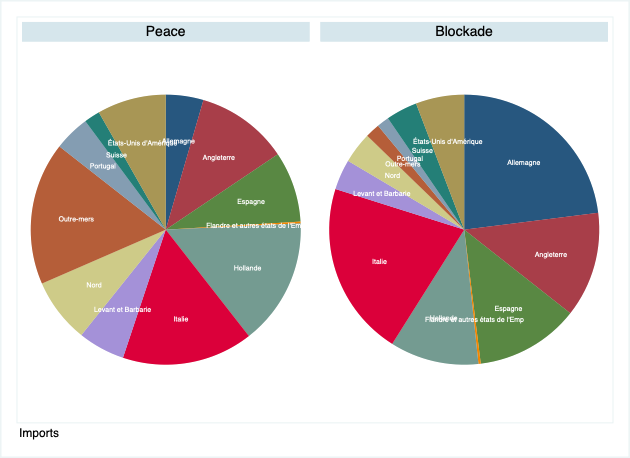 Peace
Blockade
États-Unis d'Amérique
Allemagne
Suisse
Angleterre
Portugal
Espagne
Outre-mers
Flandre et autres états de l'Emp
Hollande
Nord
Levant et Barbarie
Italie
États-Unis d'Amérique
Suisse
Allemagne
Portugal
Outre-mers
Nord
Levant et Barbarie
Angleterre
Italie
Espagne
Hollande
Flandre et autres états de l'Emp
Imports